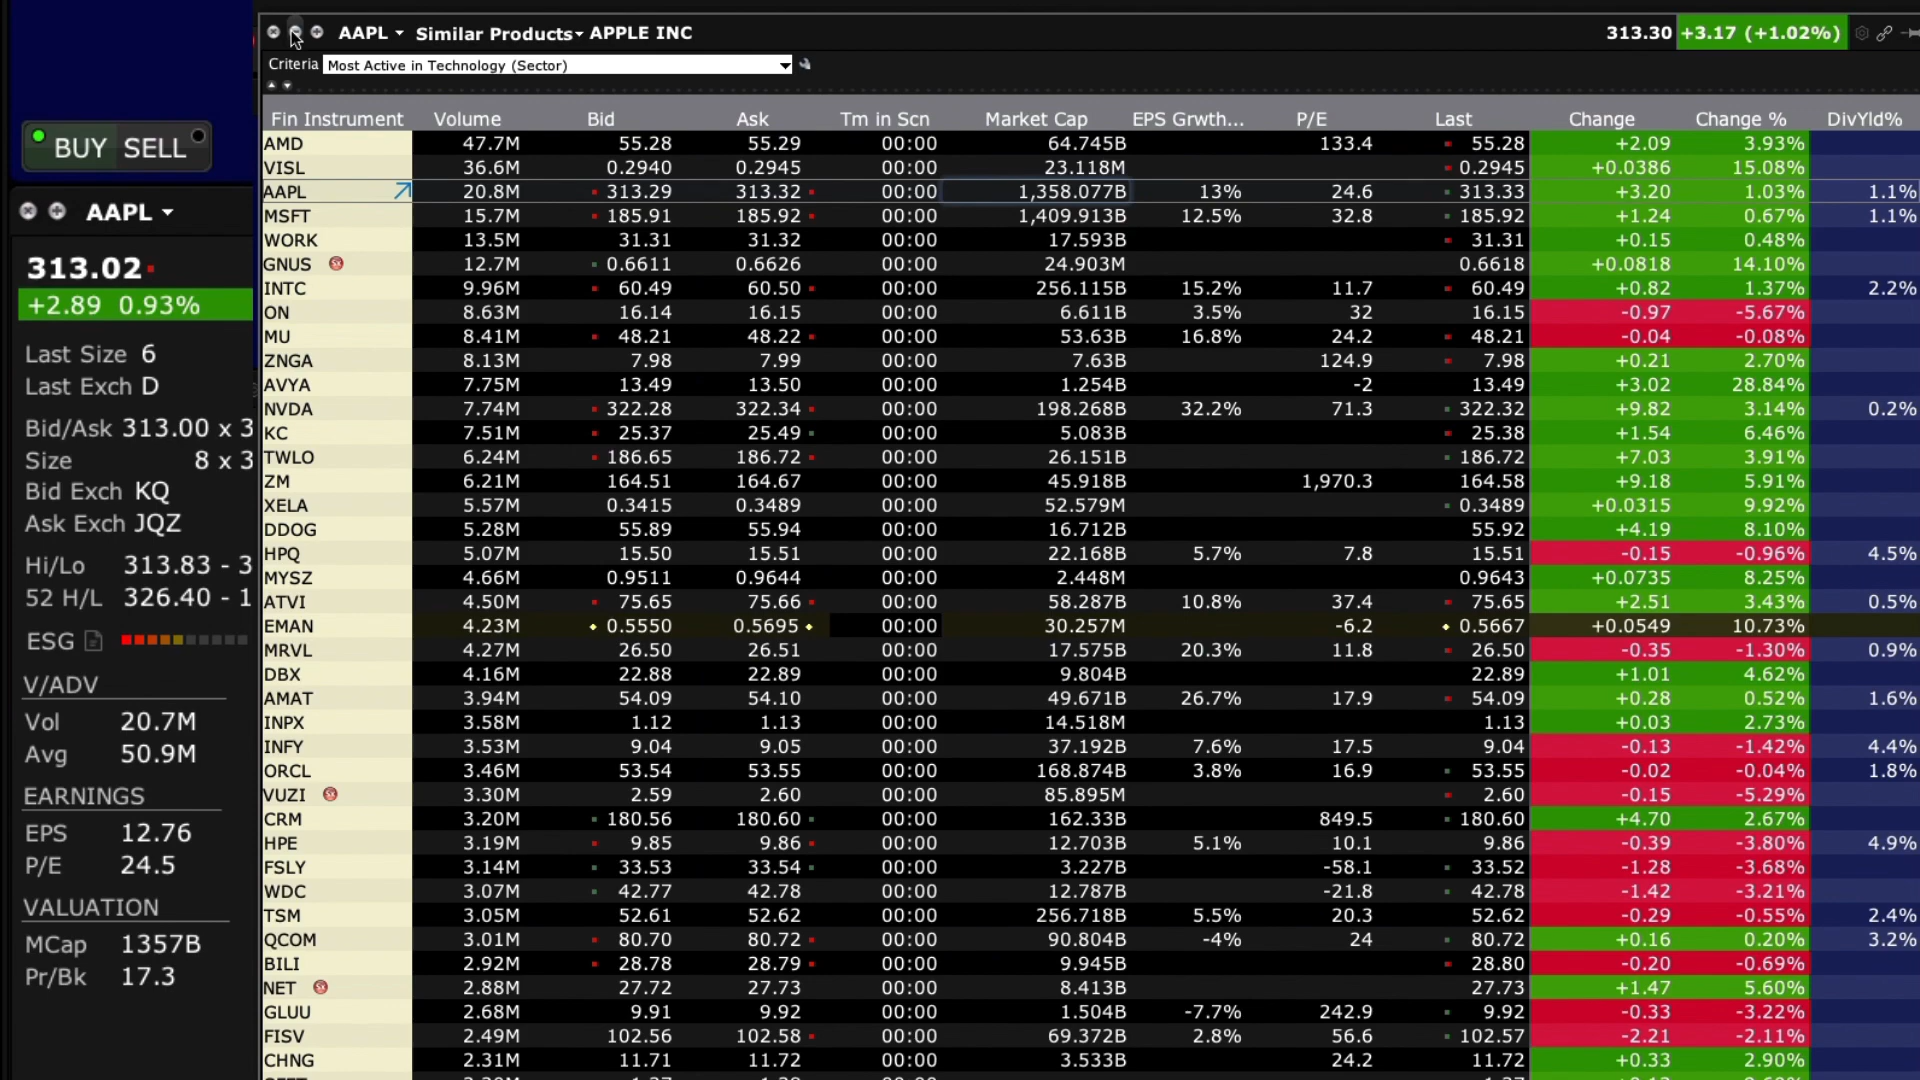 AAPL Similar Products APPLE INC 313.30 +3.17 (+1.02%)
Criteria Most Active in Technology (Sector)
BUY SELL
AAPL
313.02
+2.89 0.93%
Last Size 6
Last Exch D
Bid/Ask 313.00 x 3
Size 8 x 3
Bid Exch KQ
Ask Exch JQZ
Hi/Lo 313.83 - 3
52 H/L 326.40 - 1
ESG
V/ADV
Vol 20.7M
Avg 50.9M
EARNINGS
EPS 12.76
P/E 24.5
VALUATION
MCap 1357B
Pr/Bk 17.3
Fin Instrument Volume Bid Ask Tm in Scn Market Cap EPS Grwth... P/E Last Change Change % DivYld%
AMD 47.7M 55.28 55.29 00:00 64.745B 133.4 55.28 +2.09 3.93%
VISL 36.6M 0.2940 0.2945 00:00 23.118M 0.2945 +0.0386 15.08%
AAPL 20.8M 313.29 313.32 00:00 1,358.077B 13% 24.6 313.33 +3.20 1.03% 1.1%
MSFT 15.7M 185.91 185.92 00:00 1,409.913B 12.5% 32.8 185.92 +1.24 0.67% 1.1%
WORK 13.5M 31.31 31.32 00:00 17.593B 31.31 +0.15 0.48%
GNUS 12.7M 0.6611 0.6626 00:00 24.903M 0.6618 +0.0818 14.10%
INTC 9.96M 60.49 60.50 00:00 256.115B 15.2% 11.7 60.49 +0.82 1.37% 2.2%
ON 8.63M 16.14 16.15 00:00 6.611B 3.5% 32 16.15 -0.97 -5.67%
MU 8.41M 48.21 48.22 00:00 53.63B 16.8% 24.2 48.21 -0.04 -0.08%
ZNGA 8.13M 7.98 7.99 00:00 7.63B 124.9 7.98 +0.21 2.70%
AVYA 7.75M 13.49 13.50 00:00 1.254B -2 13.49 +3.02 28.84%
NVDA 7.74M 322.28 322.34 00:00 198.268B 32.2% 71.3 322.32 +9.82 3.14% 0.2%
KC 7.51M 25.37 25.49 00:00 5.083B 25.38 +1.54 6.46%
TWLO 6.24M 186.65 186.72 00:00 26.151B 186.72 +7.03 3.91%
ZM 6.21M 164.51 164.67 00:00 45.918B 1,970.3 164.58 +9.18 5.91%
XELA 5.57M 0.3415 0.3489 00:00 52.579M 0.3489 +0.0315 9.92%
DDOG 5.28M 55.89 55.94 00:00 16.712B 55.92 +4.19 8.10%
HPQ 5.07M 15.50 15.51 00:00 22.168B 5.7% 7.8 15.51 -0.15 -0.96% 4.5%
MYSZ 4.66M 0.9511 0.9644 00:00 2.448M 0.9643 +0.0735 8.25%
ATVI 4.50M 75.65 75.66 00:00 58.287B 10.8% 37.4 75.65 +2.51 3.43% 0.5%
EMAN 4.23M 0.5550 0.5695 00:00 30.257M -6.2 0.5667 +0.0549 10.73%
MRVL 4.27M 26.50 26.51 00:00 17.575B 20.3% 11.8 26.50 -0.35 -1.30% 0.9%
DBX 4.16M 22.88 22.89 00:00 9.804B 22.89 +1.01 4.62%
AMAT 3.94M 54.09 54.10 00:00 49.671B 26.7% 17.9 54.09 +0.28 0.52% 1.6%
INPX 3.58M 1.12 1.13 00:00 14.518M 1.13 +0.03 2.73%
INFY 3.53M 9.04 9.05 00:00 37.192B 7.6% 17.5 9.04 -0.13 -1.42% 4.4%
ORCL 3.46M 53.54 53.55 00:00 168.874B 3.8% 16.9 53.55 -0.02 -0.04% 1.8%
VUZI 3.30M 2.59 2.60 00:00 85.895M 2.60 -0.15 -5.29%
CRM 3.20M 180.56 180.60 00:00 162.33B 849.5 180.60 +4.70 2.67%
HPE 3.19M 9.85 9.86 00:00 12.703B 5.1% 10.1 9.86 -0.39 -3.80% 4.9%
FSLY 3.14M 33.53 33.54 00:00 3.227B -58.1 33.52 -1.28 -3.68%
WDC 3.07M 42.77 42.78 00:00 12.787B -21.8 42.78 -1.42 -3.21%
TSM 3.05M 52.61 52.62 00:00 256.718B 5.5% 20.3 52.62 -0.29 -0.55% 2.4%
QCOM 3.01M 80.70 80.72 00:00 90.804B -4% 24 80.72 +0.16 0.20% 3.2%
BILI 2.92M 28.78 28.79 00:00 9.945B 28.80 -0.20 -0.69%
NET 2.88M 27.72 27.73 00:00 8.413B 27.73 +1.47 5.60%
GLUU 2.68M 9.91 9.92 00:00 1.504B -7.7% 242.9 9.92 -0.33 -3.22%
FISV 2.49M 102.56 102.58 00:00 69.372B 2.8% 56.6 102.57 -2.21 -2.11%
CHNG 2.31M 11.71 11.72 00:00 3.533B 24.2 11.72 +0.33 2.90%